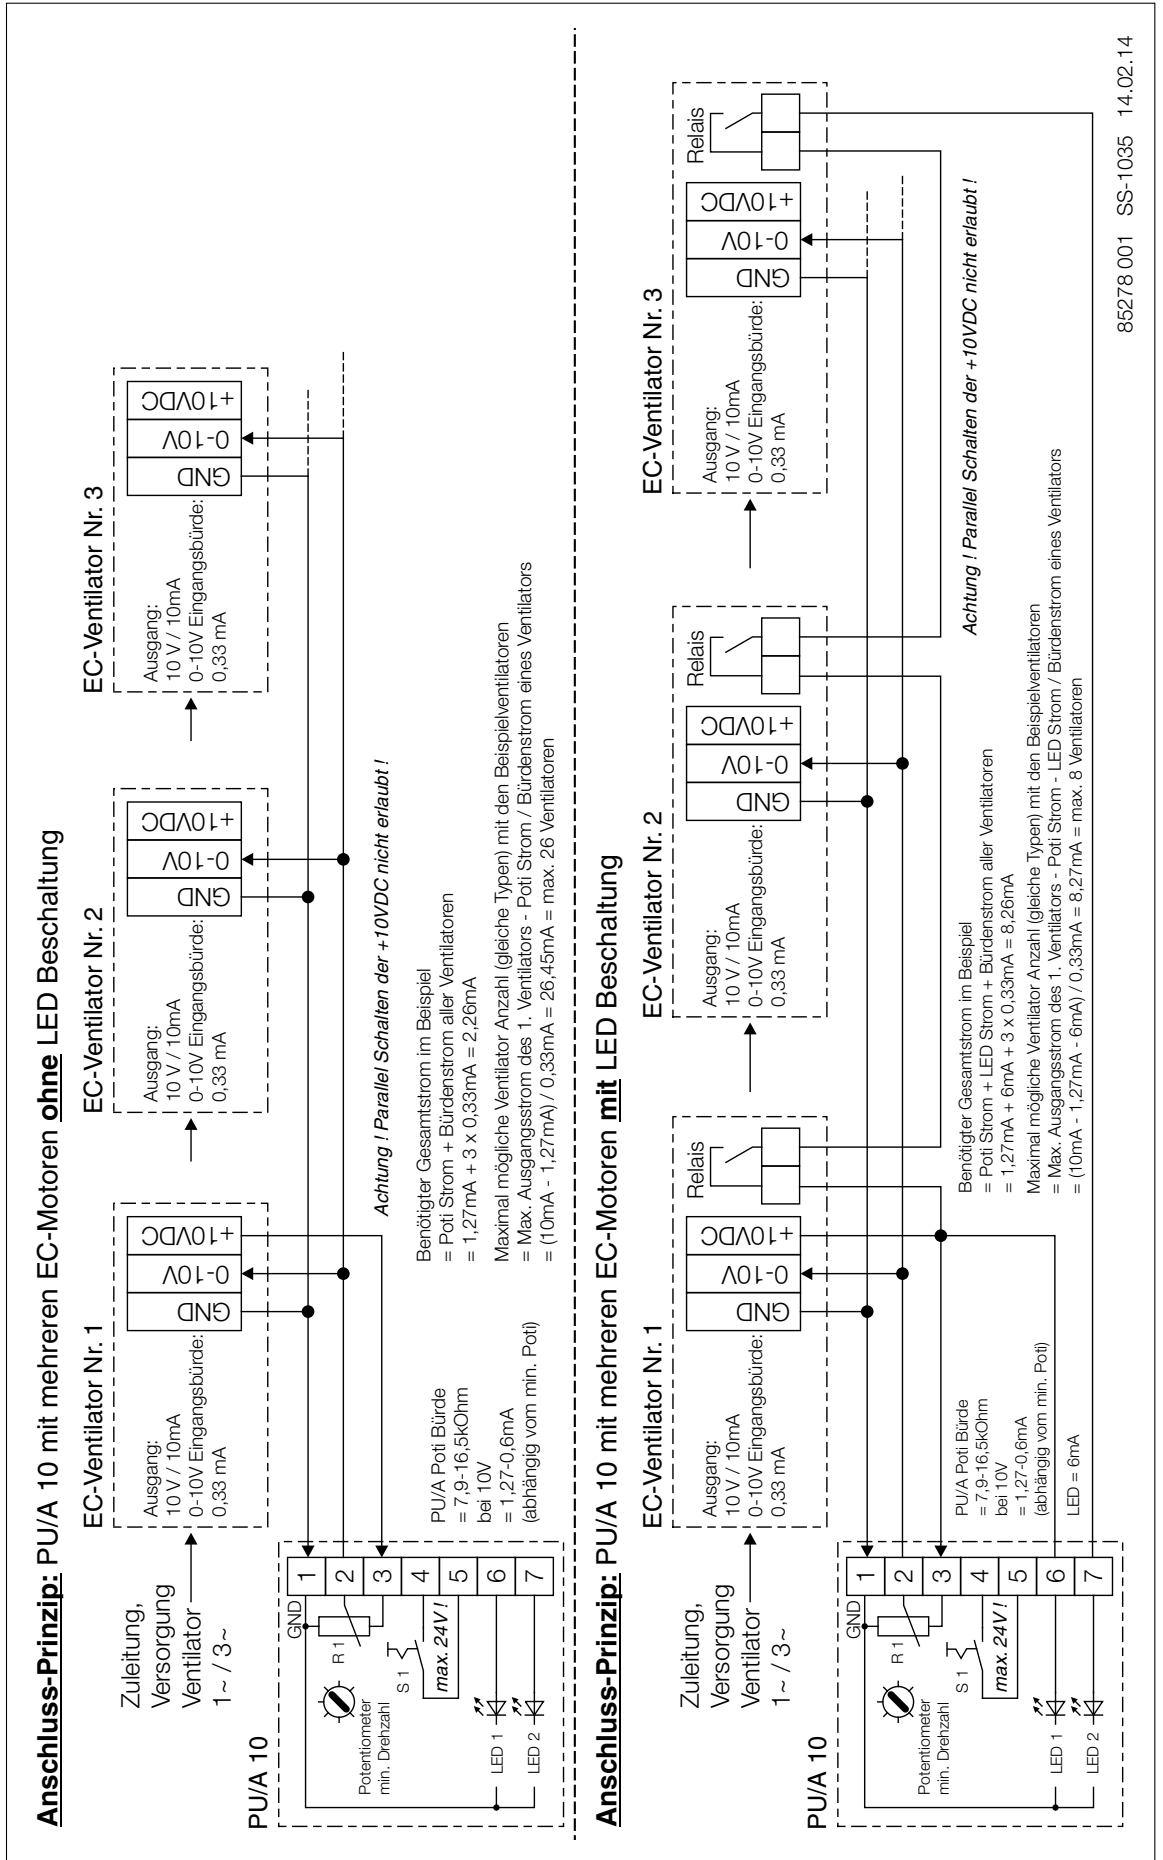 Anschluss-Prinzip: PU/A 10 mit mehreren EC-Motoren ohne LED Beschaltung
EC-Ventilator Nr. 1
EC-Ventilator Nr. 2
EC-Ventilator Nr. 3
Zuleitung,
Versorgung
Ventilator
1~ / 3~
Ausgang:
10 V / 10mA
0-10V Eingangsbürde:
0,33 mA
GND
0-10V
+10VDC
Ausgang:
10 V / 10mA
0-10V Eingangsbürde:
0,33 mA
GND
0-10V
+10VDC
Ausgang:
10 V / 10mA
0-10V Eingangsbürde:
0,33 mA
GND
0-10V
+10VDC
PU/A 10
Potentiometer
min. Drehzahl
GND
R 1
S 1
max. 24V !
LED 1
LED 2
1
2
3
4
5
6
7
Achtung ! Parallel Schalten der +10VDC nicht erlaubt !
PU/A Poti Bürde
= 7,9-16,5kOhm
bei 10V
= 1,27-0,6mA
(abhängig vom min. Poti)
Benötigter Gesamtstrom im Beispiel
= Poti Strom + Bürdenstrom aller Ventilatoren
= 1,27mA + 3 x 0,33mA = 2,26mA
Maximal mögliche Ventilator Anzahl (gleiche Typen) mit den Beispielventilatoren
= Max. Ausgangsstrom des 1. Ventilators - Poti Strom / Bürdenstrom eines Ventilators
= (10mA - 1,27mA) / 0,33mA = 26,45mA = max. 26 Ventilatoren
Anschluss-Prinzip: PU/A 10 mit mehreren EC-Motoren mit LED Beschaltung
EC-Ventilator Nr. 1
EC-Ventilator Nr. 2
EC-Ventilator Nr. 3
Zuleitung,
Versorgung
Ventilator
1~ / 3~
Ausgang:
10 V / 10mA
0-10V Eingangsbürde:
0,33 mA
GND
0-10V
+10VDC
Relais
Ausgang:
10 V / 10mA
0-10V Eingangsbürde:
0,33 mA
GND
0-10V
+10VDC
Relais
Ausgang:
10 V / 10mA
0-10V Eingangsbürde:
0,33 mA
GND
0-10V
+10VDC
Relais
PU/A 10
Potentiometer
min. Drehzahl
GND
R 1
S 1
max. 24V !
LED 1
LED 2
1
2
3
4
5
6
7
PU/A Poti Bürde
= 7,9-16,5kOhm
bei 10V
= 1,27-0,6mA
(abhängig vom min. Poti)
LED = 6mA
Achtung ! Parallel Schalten der +10VDC nicht erlaubt !
Benötigter Gesamtstrom im Beispiel
= Poti Strom + LED Strom + Bürdenstrom aller Ventilatoren
= 1,27mA + 6mA + 3 x 0,33mA = 8,26mA
Maximal mögliche Ventilator Anzahl (gleiche Typen) mit den Beispielventilatoren
= Max. Ausgangsstrom des 1. Ventilators - Poti Strom - LED Strom / Bürdenstrom eines Ventilators
= (10mA - 1,27mA - 6mA) / 0,33mA = 8,27mA = max. 8 Ventilatoren
85278 001 SS-1035 14.02.14